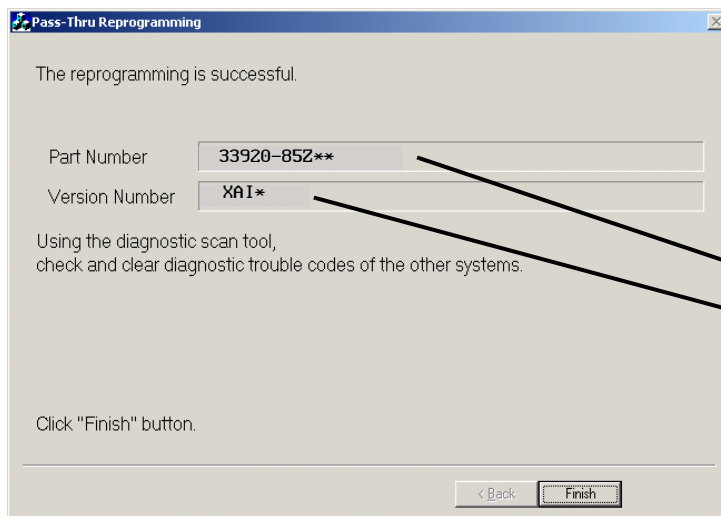 Pass-Thru Reprogramming
The reprogramming is successful.
Part Number 33920-85Z**
Version Number XAI*
Using the diagnostic scan tool,
check and clear diagnostic trouble codes of the other systems.
Click "Finish" button.
< Back Finish